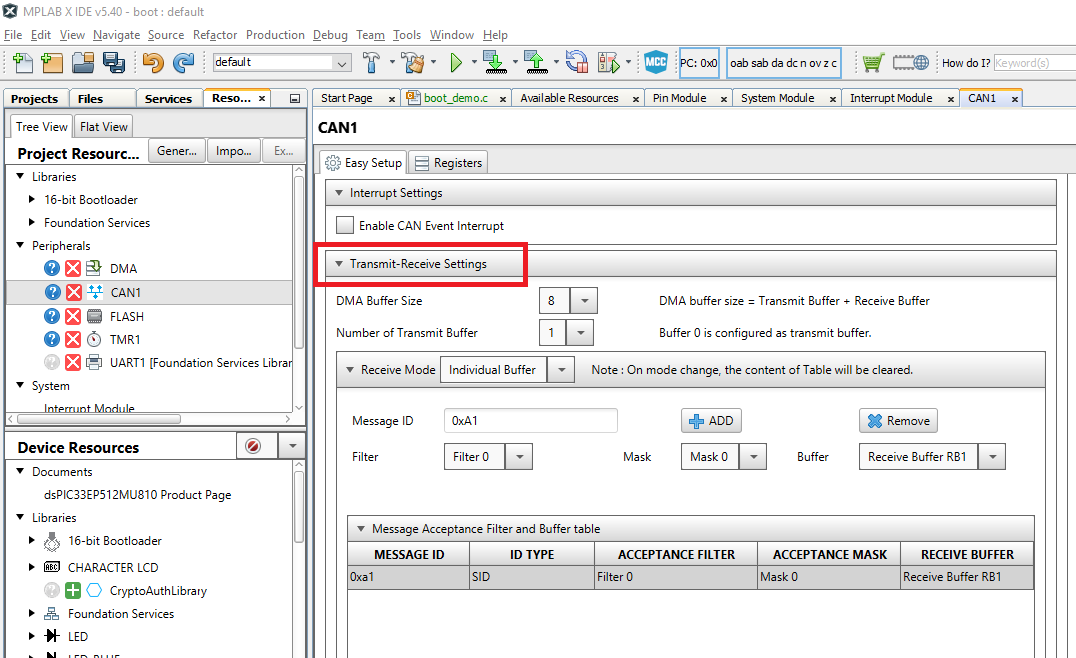 MPLAB X IDE v5.40 - boot : default
File Edit View Navigate Source Refactor Production Debug Team Tools Window Help
default MCC PC: 0x0 oab sab da dc n ov z c How do I? Keyword(s)
Projects Files Services Reso... x
Start Page x boot_demo.c x Available Resources x Pin Module x System Module x Interrupt Module x CAN1 x
Tree View Flat View
CAN1
Project Resourc... Gener... Impo... Ex...
Easy Setup Registers
Libraries
16-bit Bootloader
Foundation Services
Peripherals
DMA
CAN1
FLASH
TMR1
UART1 [Foundation Services Librar
System
Interrupt Module
Interrupt Settings
Enable CAN Event Interrupt
Transmit-Receive Settings
DMA Buffer Size 8 DMA buffer size = Transmit Buffer + Receive Buffer
Number of Transmit Buffer 1 Buffer 0 is configured as transmit buffer.
Receive Mode Individual Buffer Note : On mode change, the content of Table will be cleared.
Message ID 0xA1 ADD Remove
Filter Filter 0 Mask Mask 0 Buffer Receive Buffer RB1
Message Acceptance Filter and Buffer table
MESSAGE ID ID TYPE ACCEPTANCE FILTER ACCEPTANCE MASK RECEIVE BUFFER
0xa1 SID Filter 0 Mask 0 Receive Buffer RB1
Device Resources
Documents
dsPIC33EP512MU810 Product Page
Libraries
16-bit Bootloader
CHARACTER LCD
CryptoAuthLibrary
Foundation Services
LED
LED-BLUE